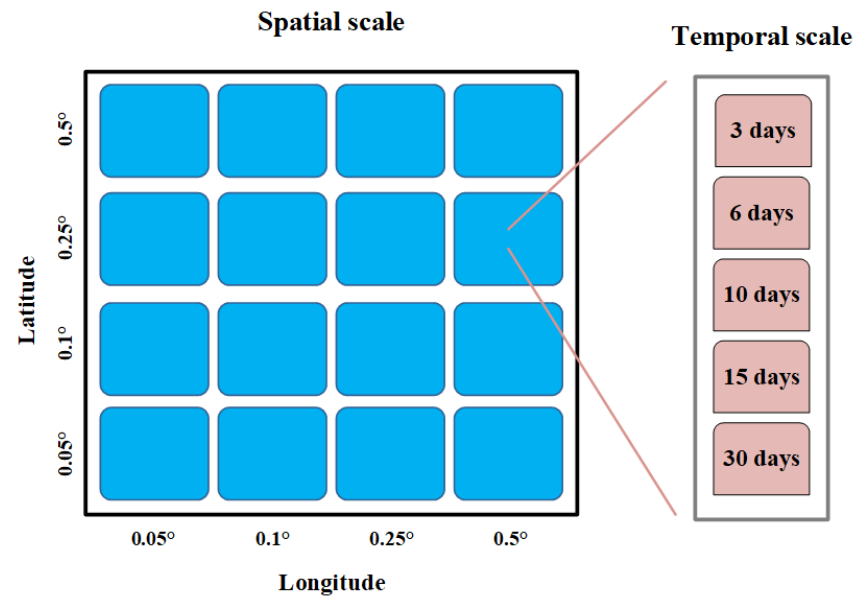 Spatial scale
Temporal scale
Latitude
0.5°
0.25°
0.1°
0.05°
0.05° 0.1° 0.25° 0.5°
Longitude
3 days
6 days
10 days
15 days
30 days